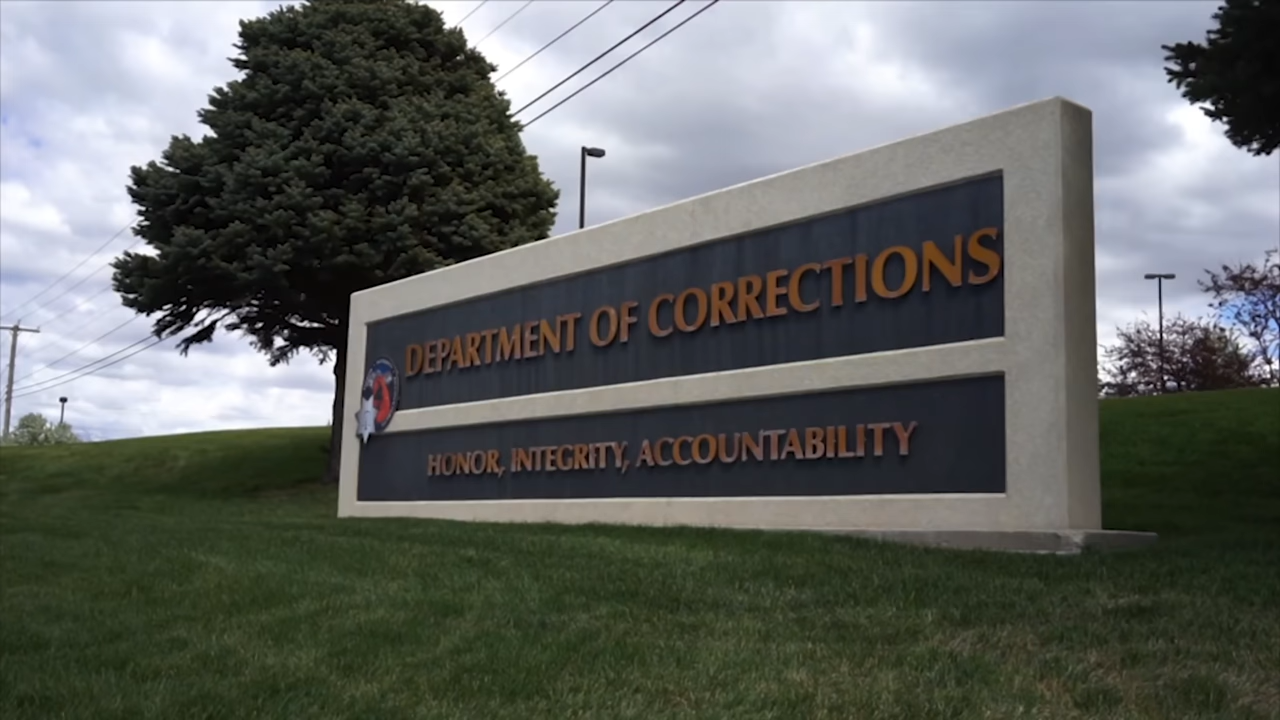 DEPARTMENT OF CORRECTIONS
HONOR, INTEGRITY, ACCOUNTABILITY